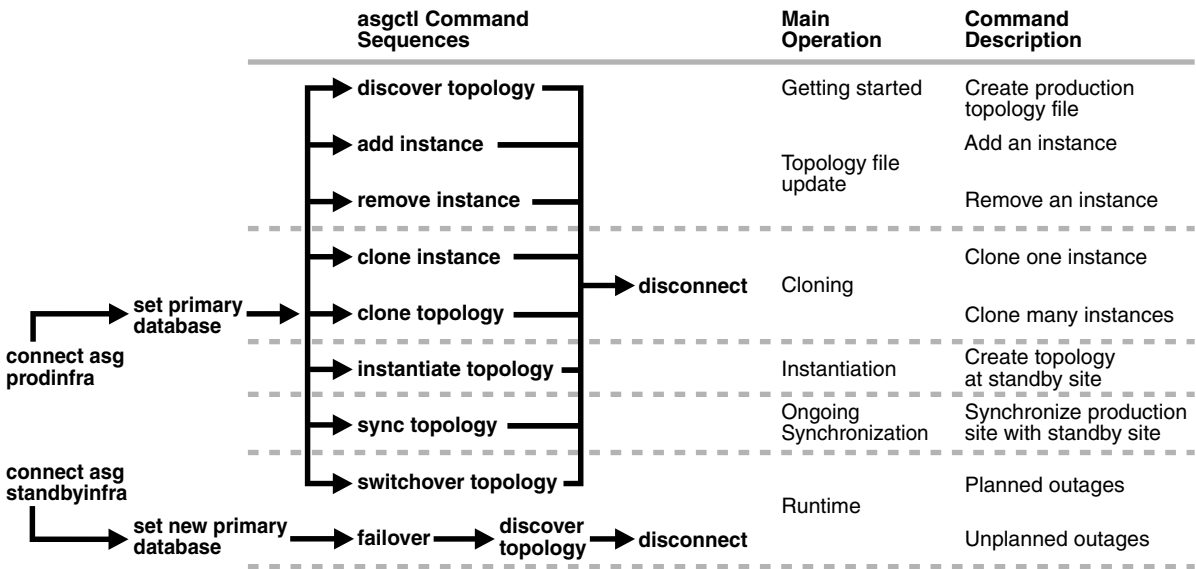 asgctl Command
Sequences
Main
Operation
Command
Description
discover topology
Getting started
Create production
topology file
add instance
Topology file
update
Add an instance
remove instance
Remove an instance
clone instance
Clone one instance
disconnect
Cloning
set primary
database
clone topology
Clone many instances
connect asg
prodinfra
instantiate topology
Instantiation
Create topology
at standby site
sync topology
Ongoing
Synchronization
Synchronize production
site with standby site
connect asg
standbyinfra
switchover topology
Runtime
Planned outages
set new primary
database
failover
discover
topology
disconnect
Unplanned outages